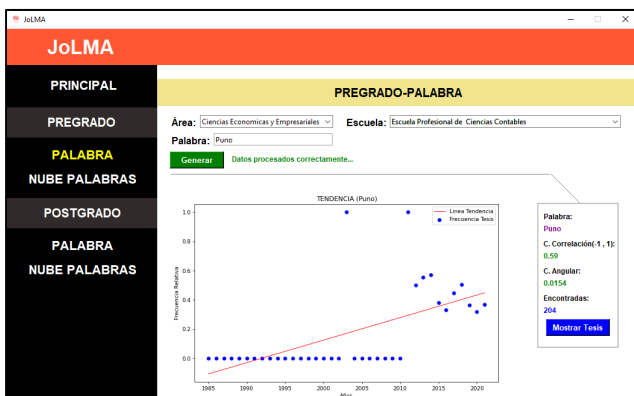 JoLMA
JoLMA
PRINCIPAL
PREGRADO
PALABRA
NUBE PALABRAS
POSTGRADO
PALABRA
NUBE PALABRAS
PREGRADO-PALABRA
Área: Ciencias Economicas y Empresariales Escuela: Escuela Profesional de Ciencias Contables
Palabra: Puno
Generar Datos procesados correctamente...
TENDENCIA (Puno)
Linea Tendencia
Frecuencia Tesis
Frecuencia Relativa
1.0
0.8
0.6
0.4
0.2
0.0
1985 1990 1995 2000 2005 2010 2015 2020
Años
Palabra:
Puno
C. Correlación(-1 , 1):
0.59
C. Angular:
0.0154
Encontradas:
204
Mostrar Tesis